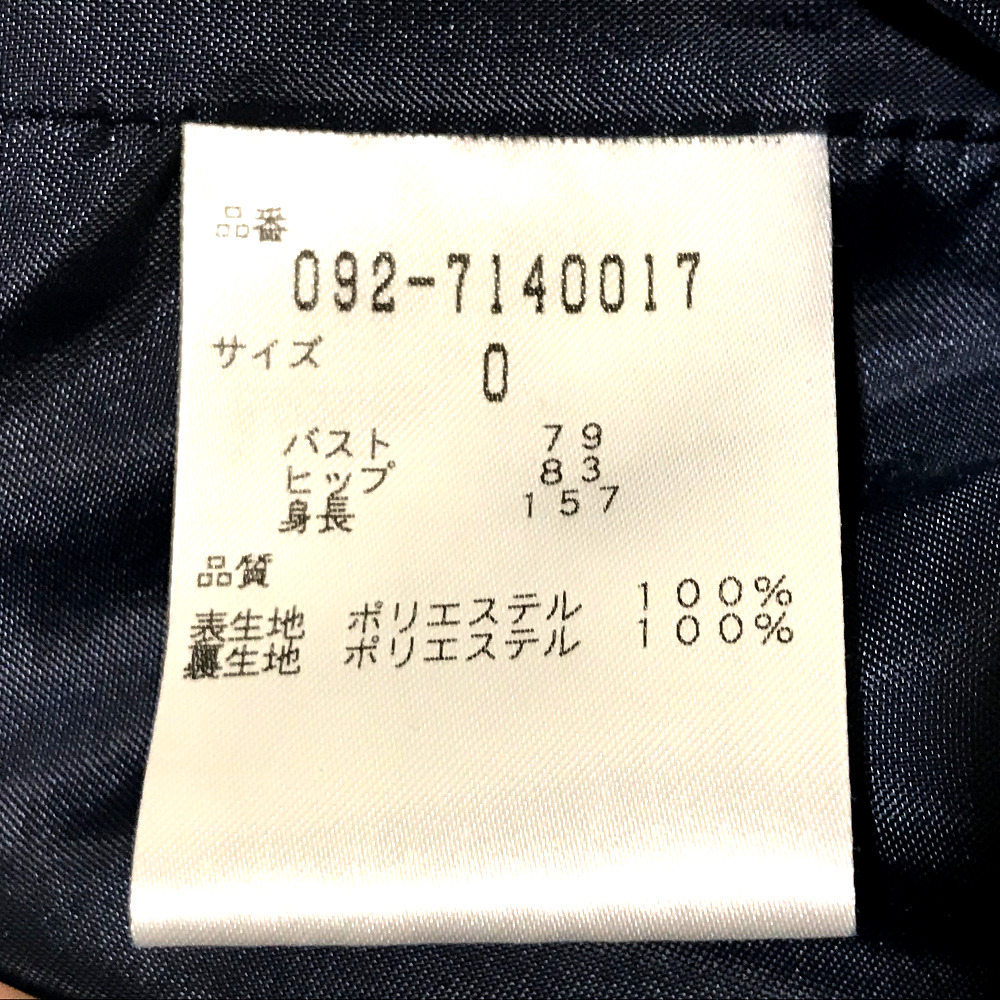 品番
092-7140017
サイズ 0
バスト 79
ヒップ 83
身長 157
品質
表生地 ポリエステル 100%
裏生地 ポリエステル 100%